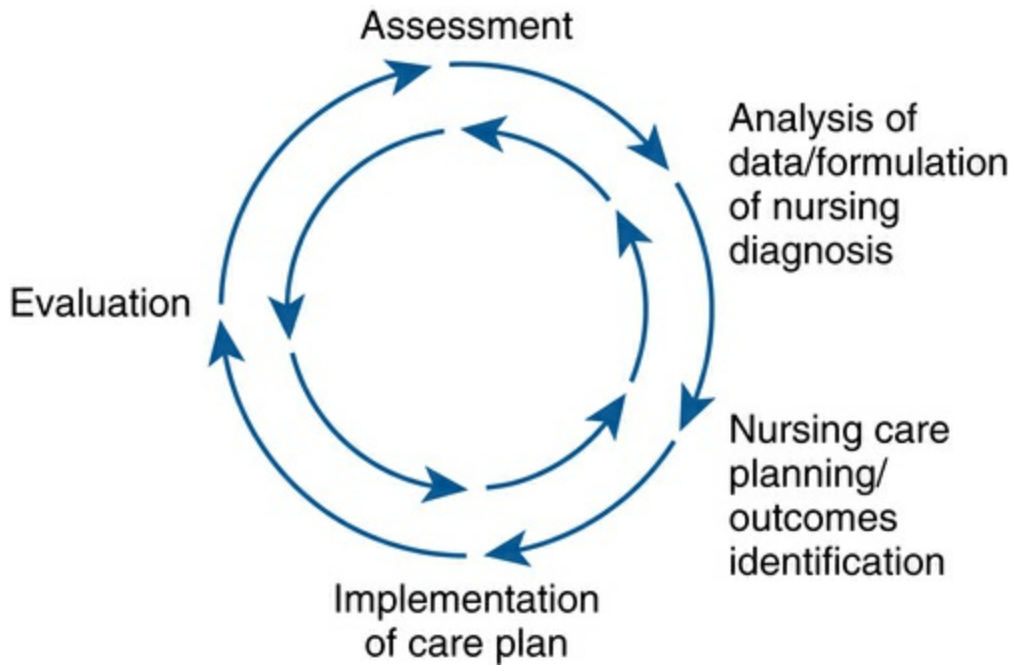 Assessment
Analysis of
data/formulation
of nursing
diagnosis
Evaluation
Nursing care
planning/
outcomes
identification
Implementation
of care plan